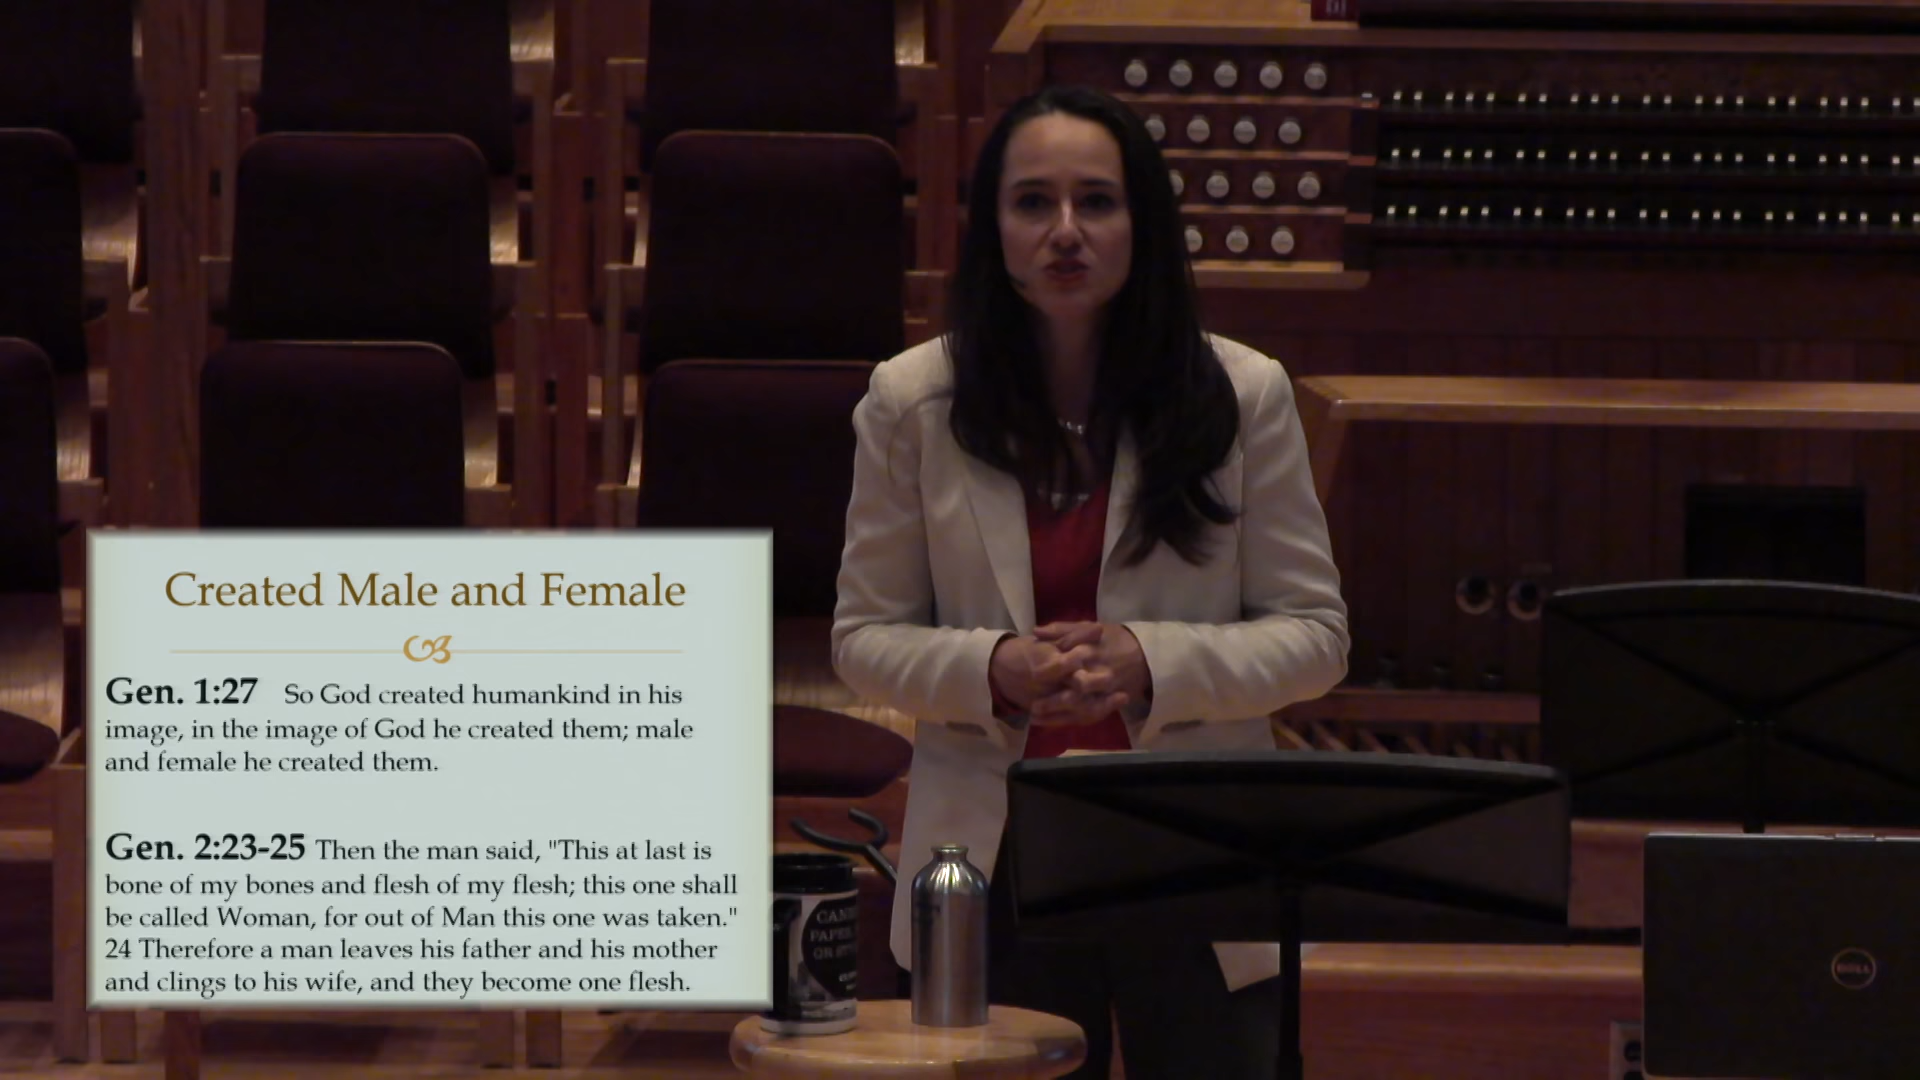 Created Male and Female
Gen. 1:27 So God created humankind in his
image, in the image of God he created them; male
and female he created them.
Gen. 2:23-25 Then the man said, "This at last is
bone of my bones and flesh of my flesh; this one shall
be called Woman, for out of Man this one was taken."
24 Therefore a man leaves his father and his mother
and clings to his wife, and they become one flesh.
PAPER
DELL